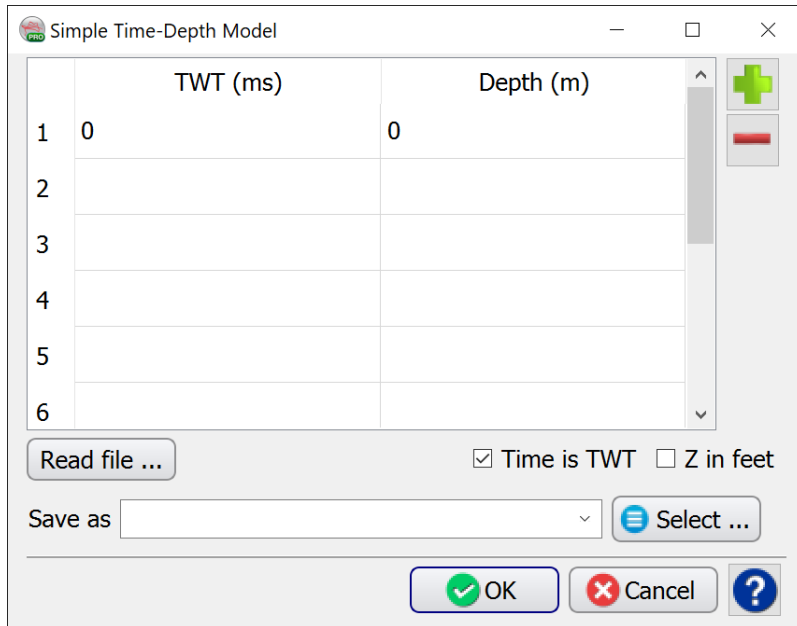 PRO Simple Time-Depth Model
TWT (ms) Depth (m)
1 0 0
2
3
4
5
6
Read file ... Time is TWT Z in feet
Save as Select ...
OK Cancel ?